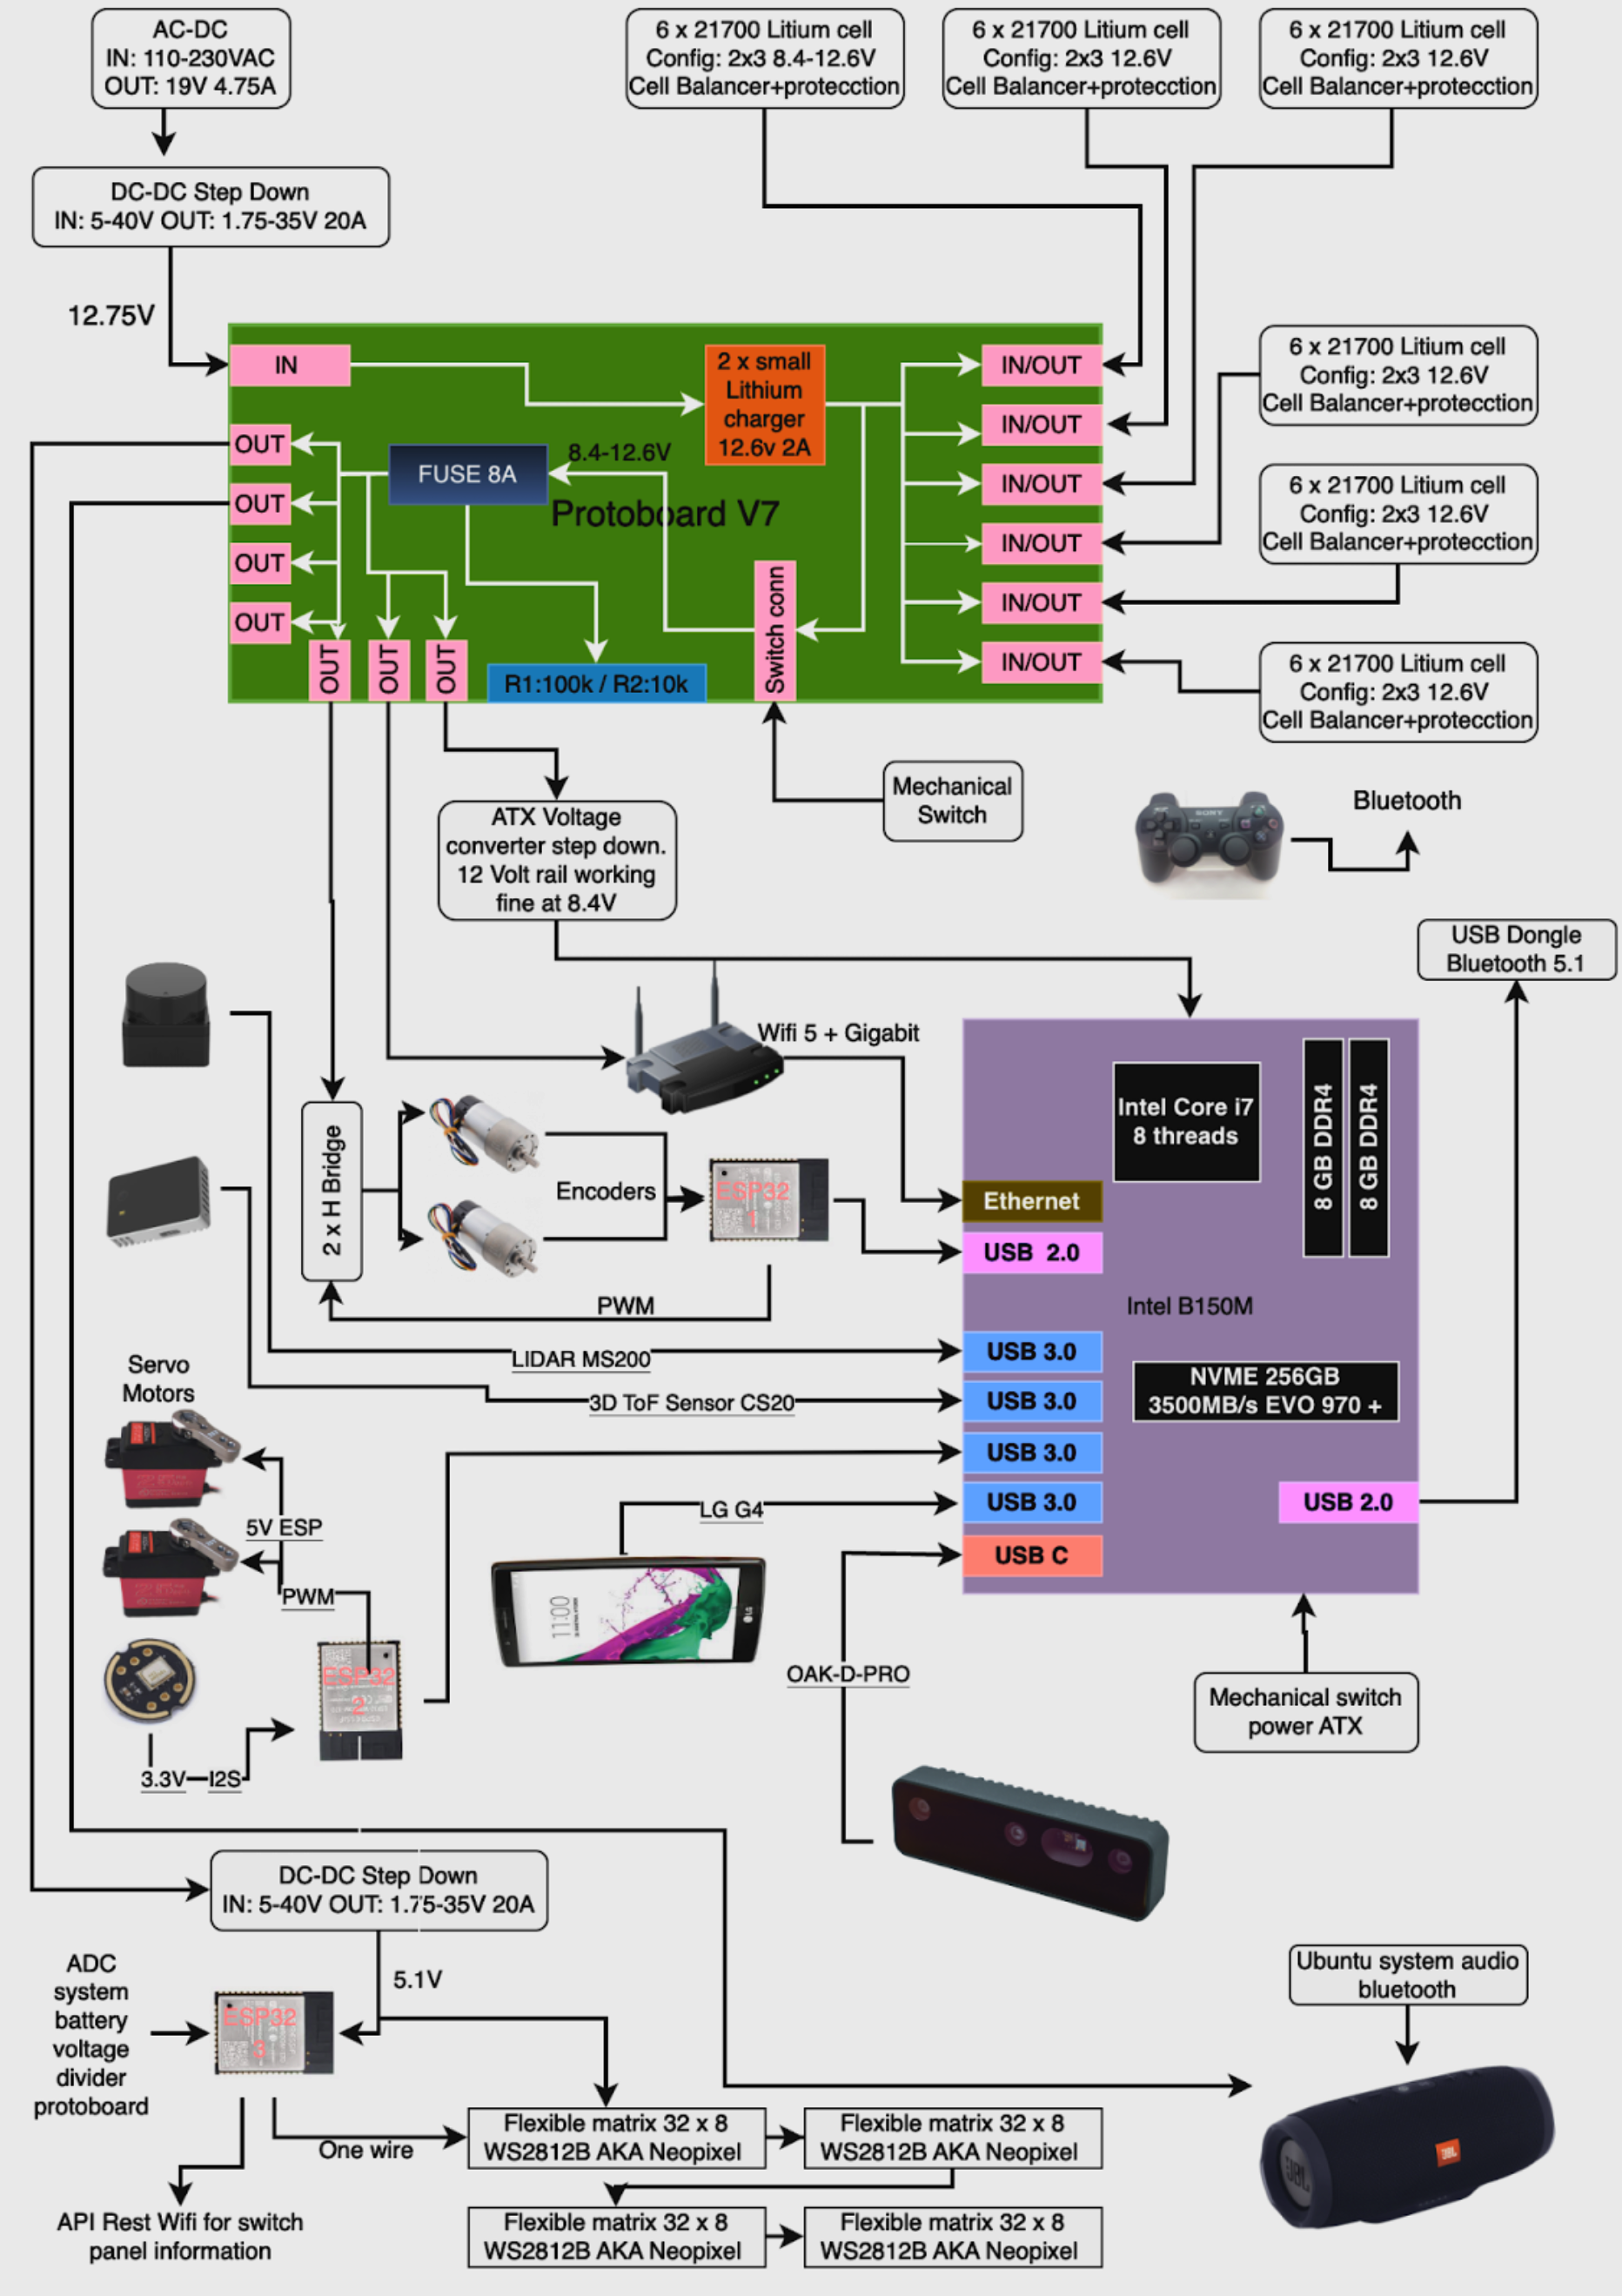 AC-DC
IN: 110-230VAC
OUT: 19V 4.75A
6 x 21700 Litium cell
Config: 2x3 8.4-12.6V
Cell Balancer+protecction
6 x 21700 Litium cell
Config: 2x3 12.6V
Cell Balancer+protecction
6 x 21700 Litium cell
Config: 2x3 12.6V
Cell Balancer+protecction
DC-DC Step Down
IN: 5-40V OUT: 1.75-35V 20A
12.75V
IN
2 x small
Lithium
charger
12.6v 2A
IN/OUT
IN/OUT
IN/OUT
IN/OUT
IN/OUT
IN/OUT
6 x 21700 Litium cell
Config: 2x3 12.6V
Cell Balancer+protecction
6 x 21700 Litium cell
Config: 2x3 12.6V
Cell Balancer+protecction
6 x 21700 Litium cell
Config: 2x3 12.6V
Cell Balancer+protecction
OUT
OUT
OUT
OUT
FUSE 8A
8.4-12.6V
Protoboard V7
Switch conn
OUT
OUT
OUT
R1:100k / R2:10k
Mechanical
Switch
ATX Voltage
converter step down.
12 Volt rail working
fine at 8.4V
SONY
Bluetooth
USB Dongle
Bluetooth 5.1
Wifi 5 + Gigabit
Intel Core i7
8 threads
8 GB DDR4
8 GB DDR4
2 x H Bridge
Encoders
ESP32
1
PWM
Ethernet
USB 2.0
Intel B150M
LIDAR MS200
USB 3.0
3D ToF Sensor CS20
USB 3.0
NVME 256GB
3500MB/s EVO 970 +
USB 3.0
LG G4
USB 3.0
USB C
USB 2.0
Servo
Motors
5V ESP
PWM
11:00
LG
ESP32
2
3.3V
I2S
OAK-D-PRO
Mechanical switch
power ATX
DC-DC Step Down
IN: 5-40V OUT: 1.75-35V 20A
5.1V
ADC
system
battery
voltage
divider
protoboard
ESP32
3
One wire
API Rest Wifi for switch
panel information
Flexible matrix 32 x 8
WS2812B AKA Neopixel
Flexible matrix 32 x 8
WS2812B AKA Neopixel
Flexible matrix 32 x 8
WS2812B AKA Neopixel
Flexible matrix 32 x 8
WS2812B AKA Neopixel
Ubuntu system audio
bluetooth
JBL
JBL